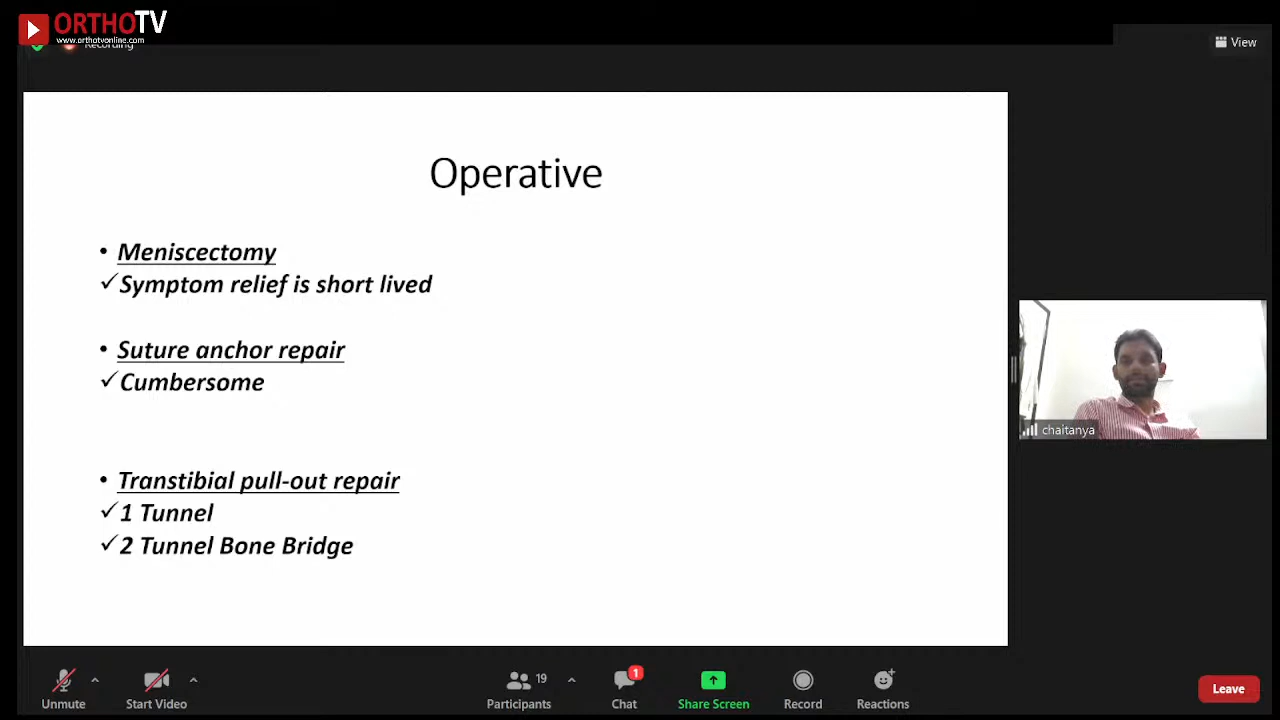 ORTHOTV
www.orthotvonline.com
Recording
View
Operative
• Meniscectomy
✓Symptom relief is short lived
• Suture anchor repair
✓Cumbersome
• Transtibial pull-out repair
✓1 Tunnel
✓2 Tunnel Bone Bridge
chaitanya
Unmute
Start Video
19
Participants
1
Chat
Share Screen
Record
Reactions
Leave